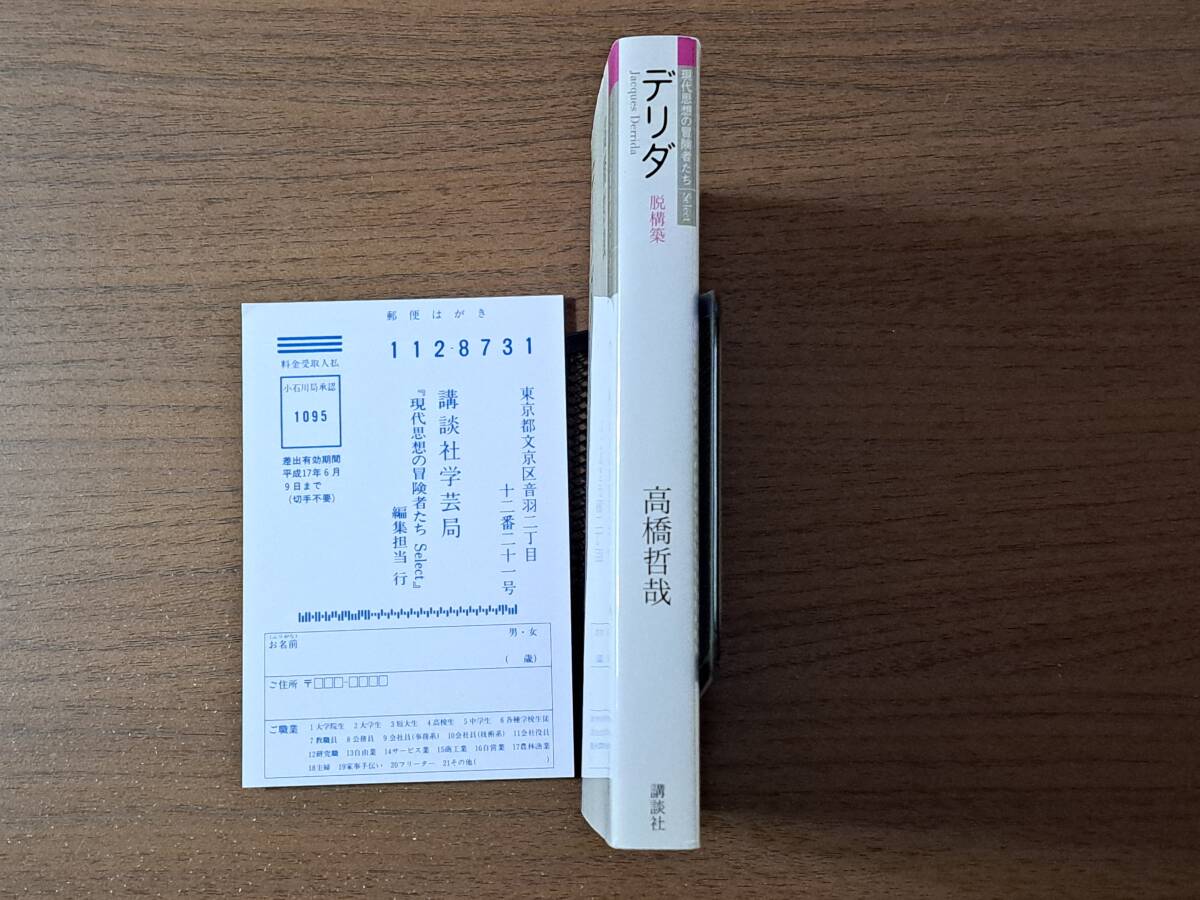 郵便はがき
112-8731
料金受取人払
小石川局承認
1095
差出有効期間
平成17年6月
9日まで
(切手不要)
東京都文京区音羽二丁目
十二番二十一号
講談社学芸局
『現代思想の冒険者たち Select』
編集担当 行
(ふりがな)
お名前
男・女
( 歳)
ご住所 〒□□□-□□□□
ご職業
1大学院生 2大学生 3短大生 4高校生 5中学生 6各種学校生徒
7教職員 8公務員 9会社員(事務系) 10会社員(技術系) 11会社役員
12研究職 13自由業 14サービス業 15商工業 16自営業 17農林漁業
18主婦 19家事手伝い 20フリーター 21その他( )
現代思想の冒険者たち Select
デリダ
Jacques Derrida
脱構築
高橋哲哉
講談社